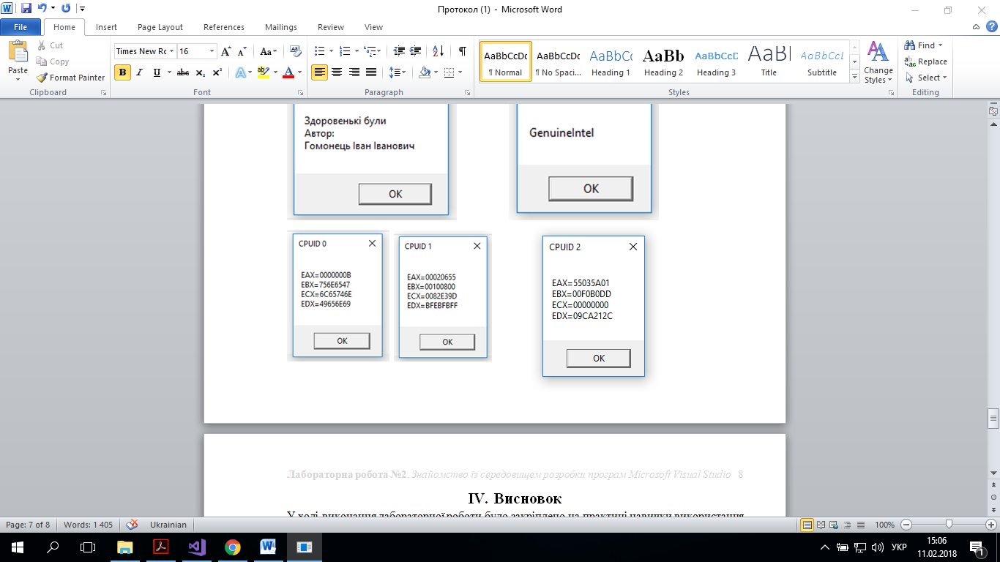 Протокол (1) - Microsoft Word
File Home Insert Page Layout References Mailings Review View
Paste
Cut
Copy
Format Painter
Clipboard
Times New Ro 16
Font
Paragraph
AaBbCcDc AaBbCcDc AaBbCc AaBb AaBbCcD AaB AaBbCcL
¶ Normal ¶ No Spaci... Heading 1 Heading 2 Heading 3 Title Subtitle
Change
Styles
Styles
Find
Replace
Select
Editing
Здоровенькі були
Автор:
Гомонець Іван Іванович
OK
GenuineIntel
OK
CPUID 0
EAX=0000000B
EBX=756E6547
ECX=6C65746E
EDX=49656E69
OK
CPUID 1
EAX=00020655
EBX=00100800
ECX=0082E39D
EDX=BFEBFBFF
OK
CPUID 2
EAX=55035A01
EBX=00F0B0DD
ECX=00000000
EDX=09CA212C
OK
Лабораторна робота №2. Знайомство із середовищем розробки програм Microsoft Visual Studio 8
IV. Висновок
У ході виконання лабораторної роботи було закріплено на практиці навички використання
Page: 7 of 8 Words: 1 405 Ukrainian 100%
УКР
15:06
11.02.2018
1